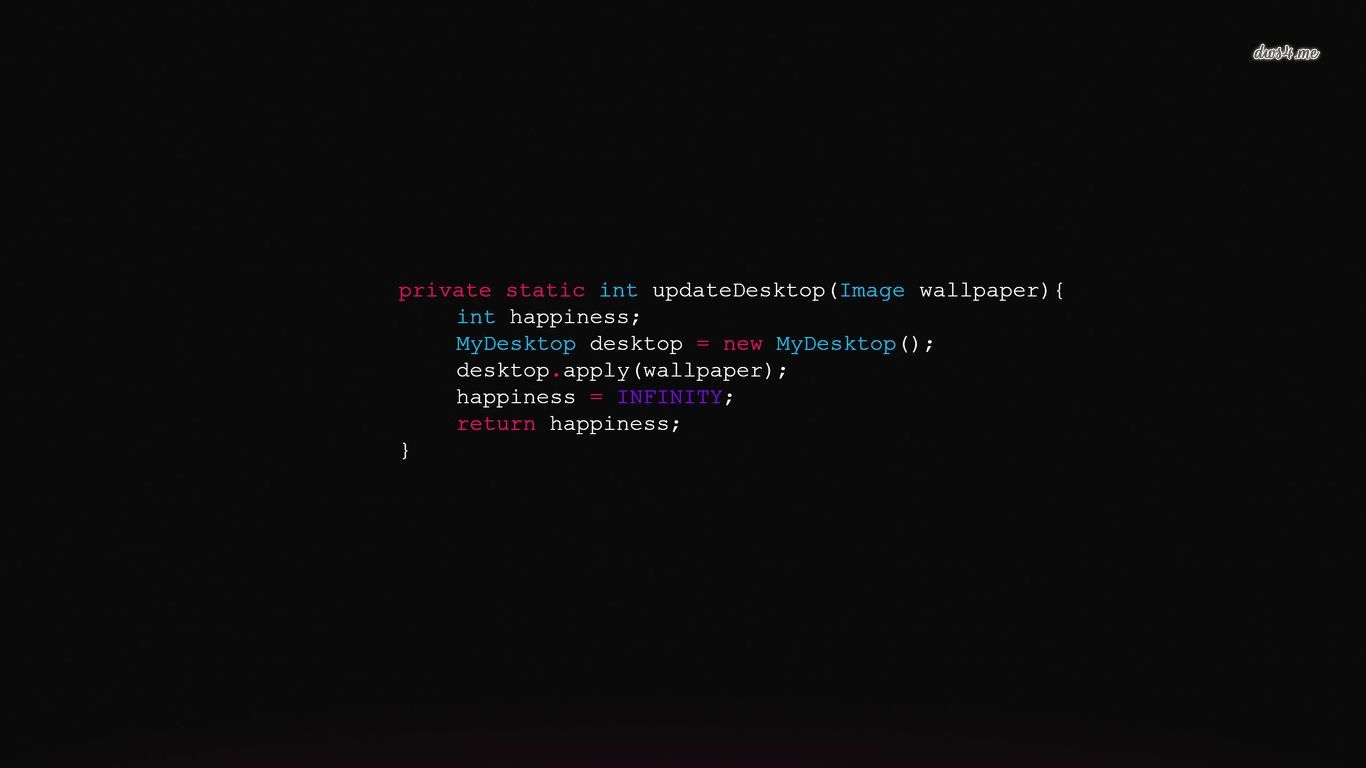 dws4.me
private static int updateDesktop(Image wallpaper){
int happiness;
MyDesktop desktop = new MyDesktop();
desktop.apply(wallpaper);
happiness = INFINITY;
return happiness;
}